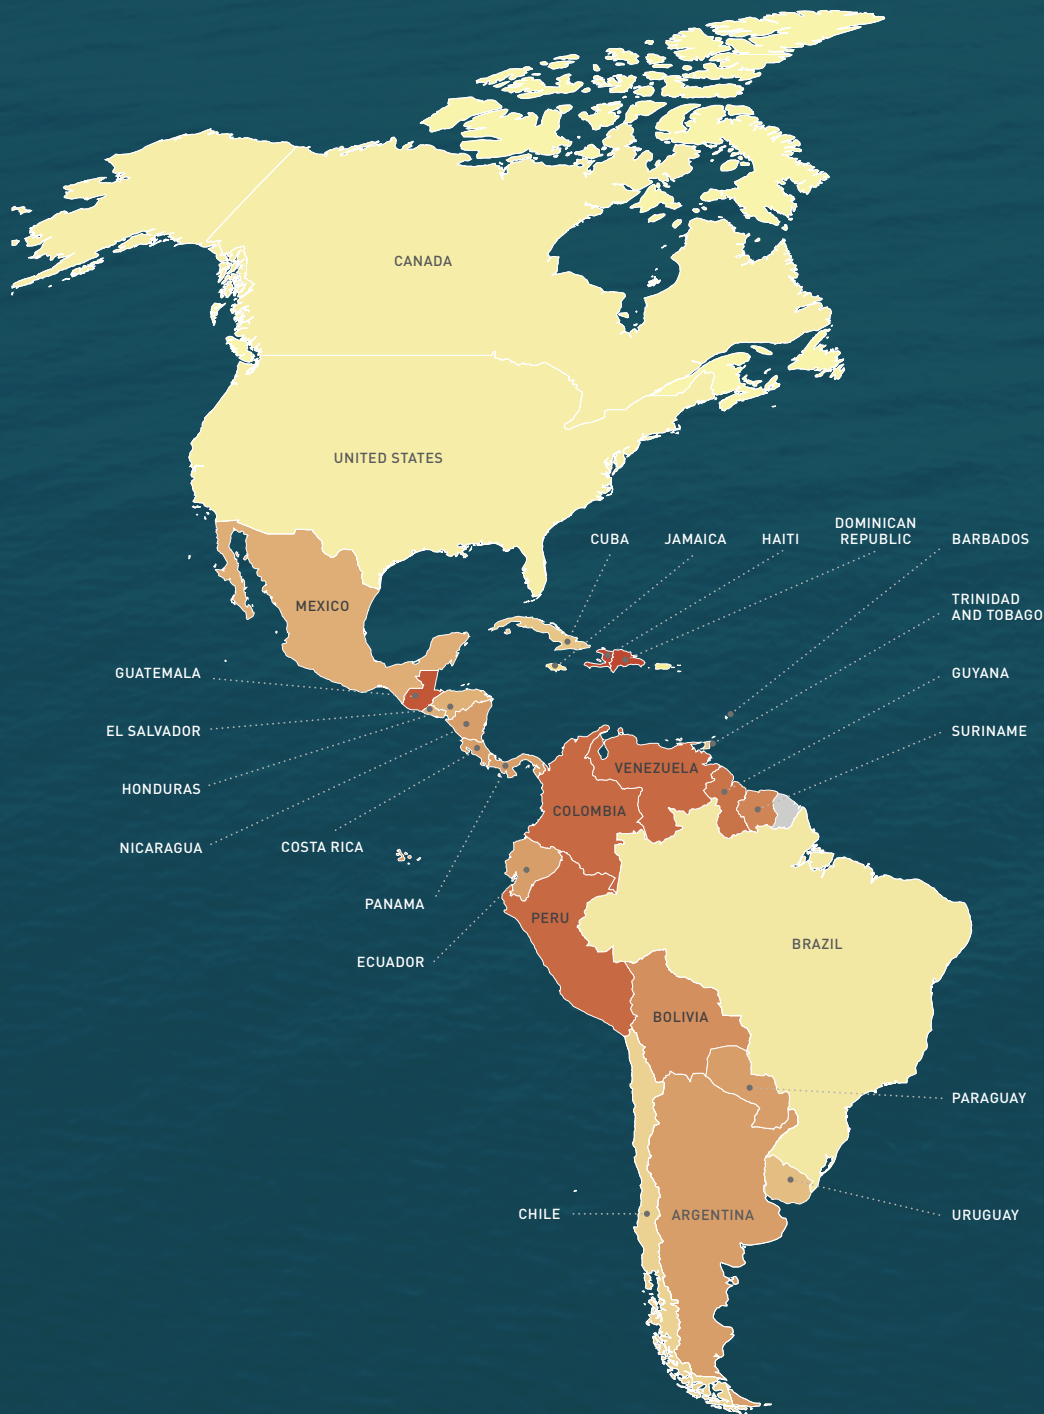 CANADA
UNITED STATES
DOMINICAN
REPUBLIC
CUBA
JAMAICA
HAITI
BARBADOS
TRINIDAD
AND TOBAGO
MEXICO
GUATEMALA
GUYANA
EL SALVADOR
SURINAME
VENEZUELA
HONDURAS
COLOMBIA
NICARAGUA
COSTA RICA
PANAMA
PERU
BRAZIL
ECUADOR
BOLIVIA
PARAGUAY
CHILE
ARGENTINA
URUGUAY